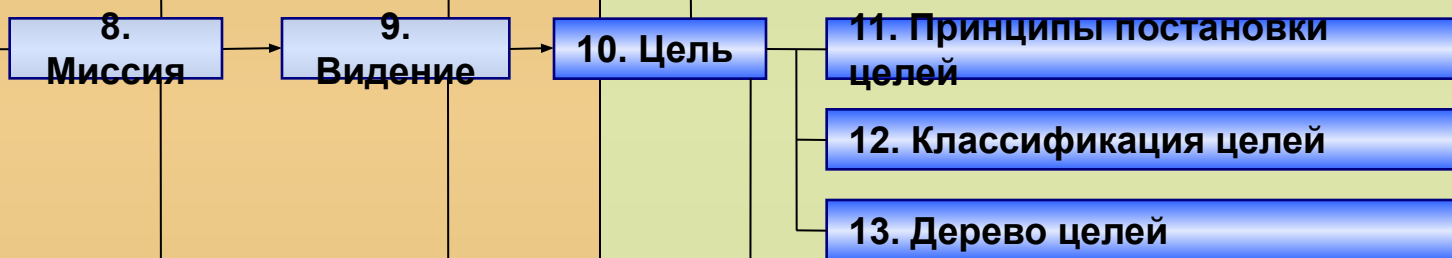 8.
Миссия
9.
Видение
10. Цель
11. Принципы постановки
целей
12. Классификация целей
13. Дерево целей